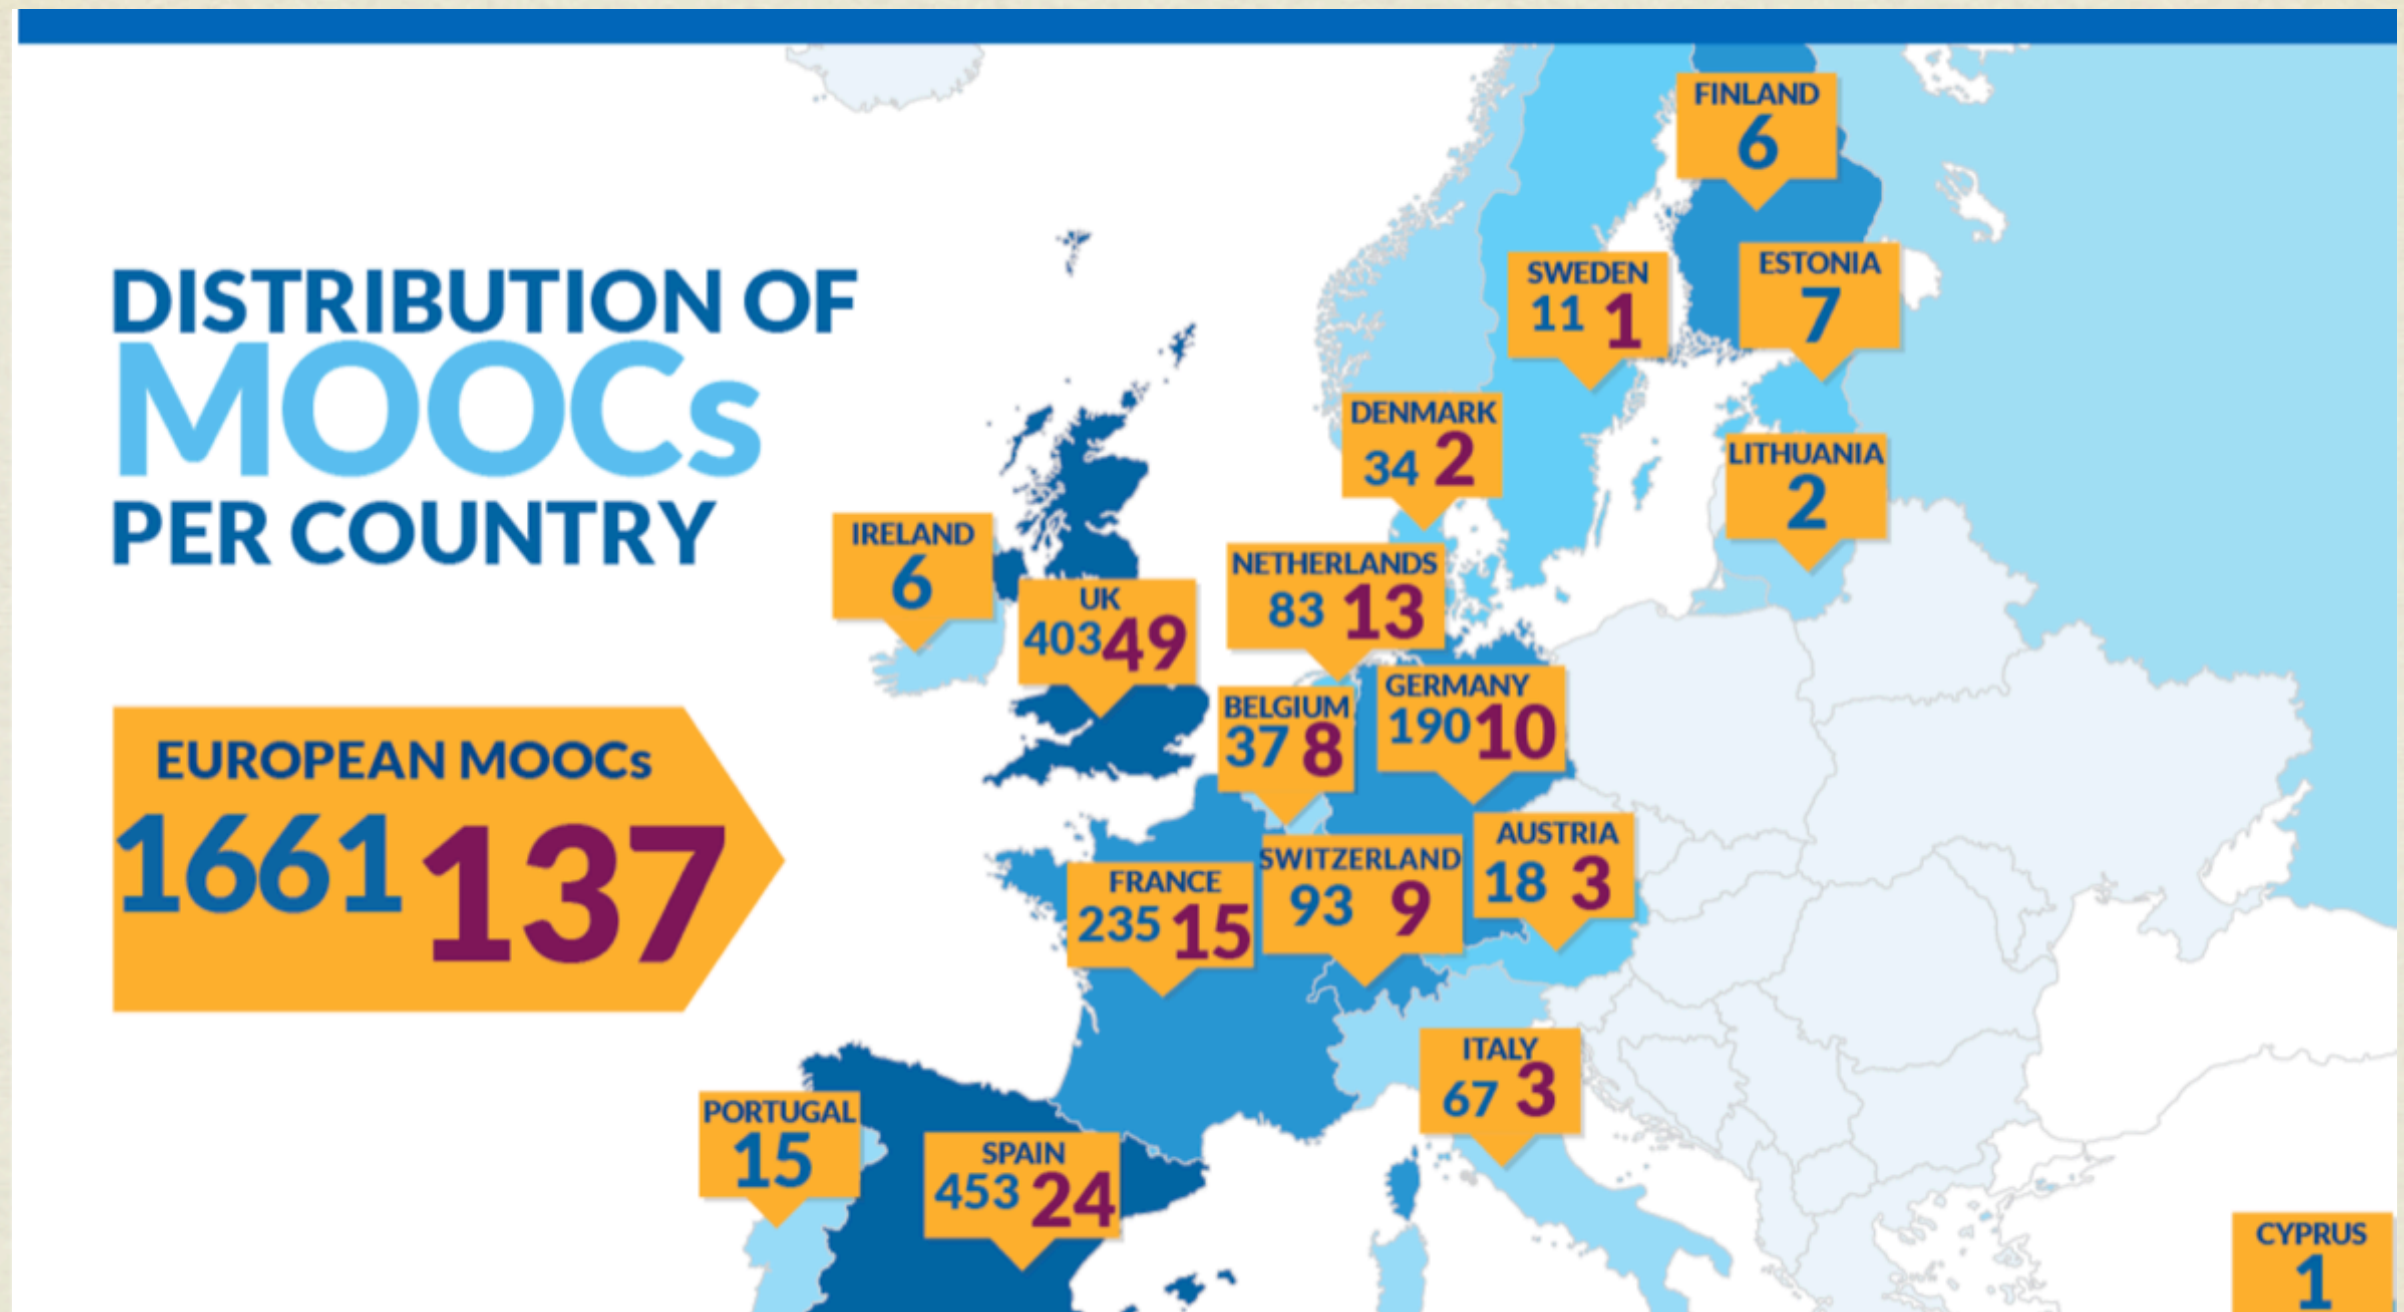 DISTRIBUTION OF
MOOCs
PER COUNTRY
EUROPEAN MOOCs
1661 137
FINLAND
6
SWEDEN
11 1
ESTONIA
7
DENMARK
34 2
LITHUANIA
2
IRELAND
6
UK
403 49
NETHERLANDS
83 13
BELGIUM
37 8
GERMANY
190 10
FRANCE
235 15
SWITZERLAND
93 9
AUSTRIA
18 3
ITALY
67 3
PORTUGAL
15
SPAIN
453 24
CYPRUS
1